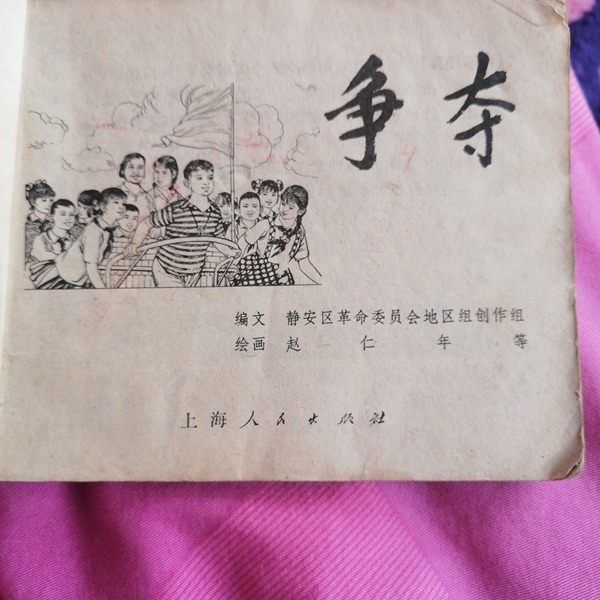 争夺
编文 静安区革命委员会地区组创作组
绘画 赵仁年等
上海人民出版社